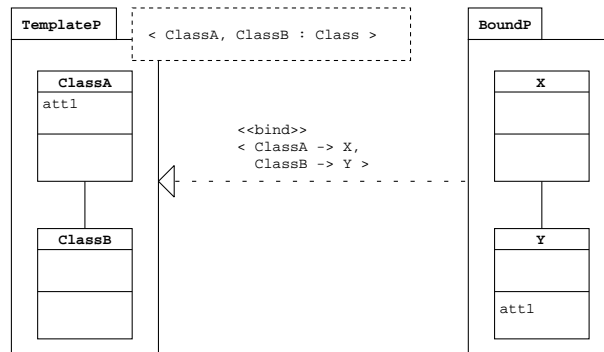 TemplateP
< ClassA, ClassB : Class >
BoundP
ClassA
att1
X
<<bind>>
< ClassA -> X,
ClassB -> Y >
ClassB
Y
att1